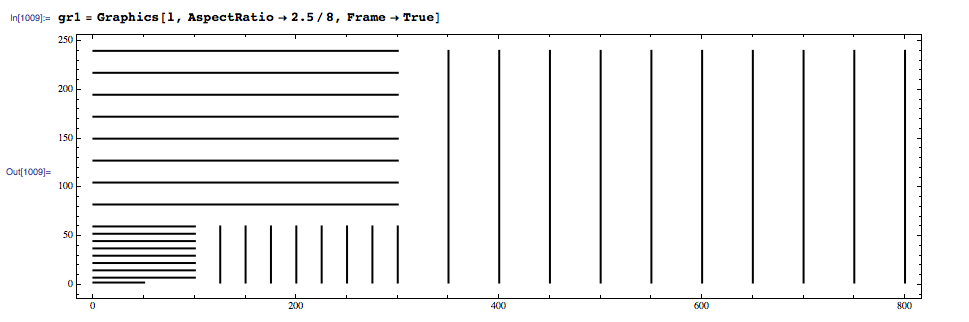 In[1009]:= gr1 = Graphics[l, AspectRatio → 2.5 / 8, Frame → True]
250
200
150
Out[1009]=
100
50
0
0 200 400 600 800